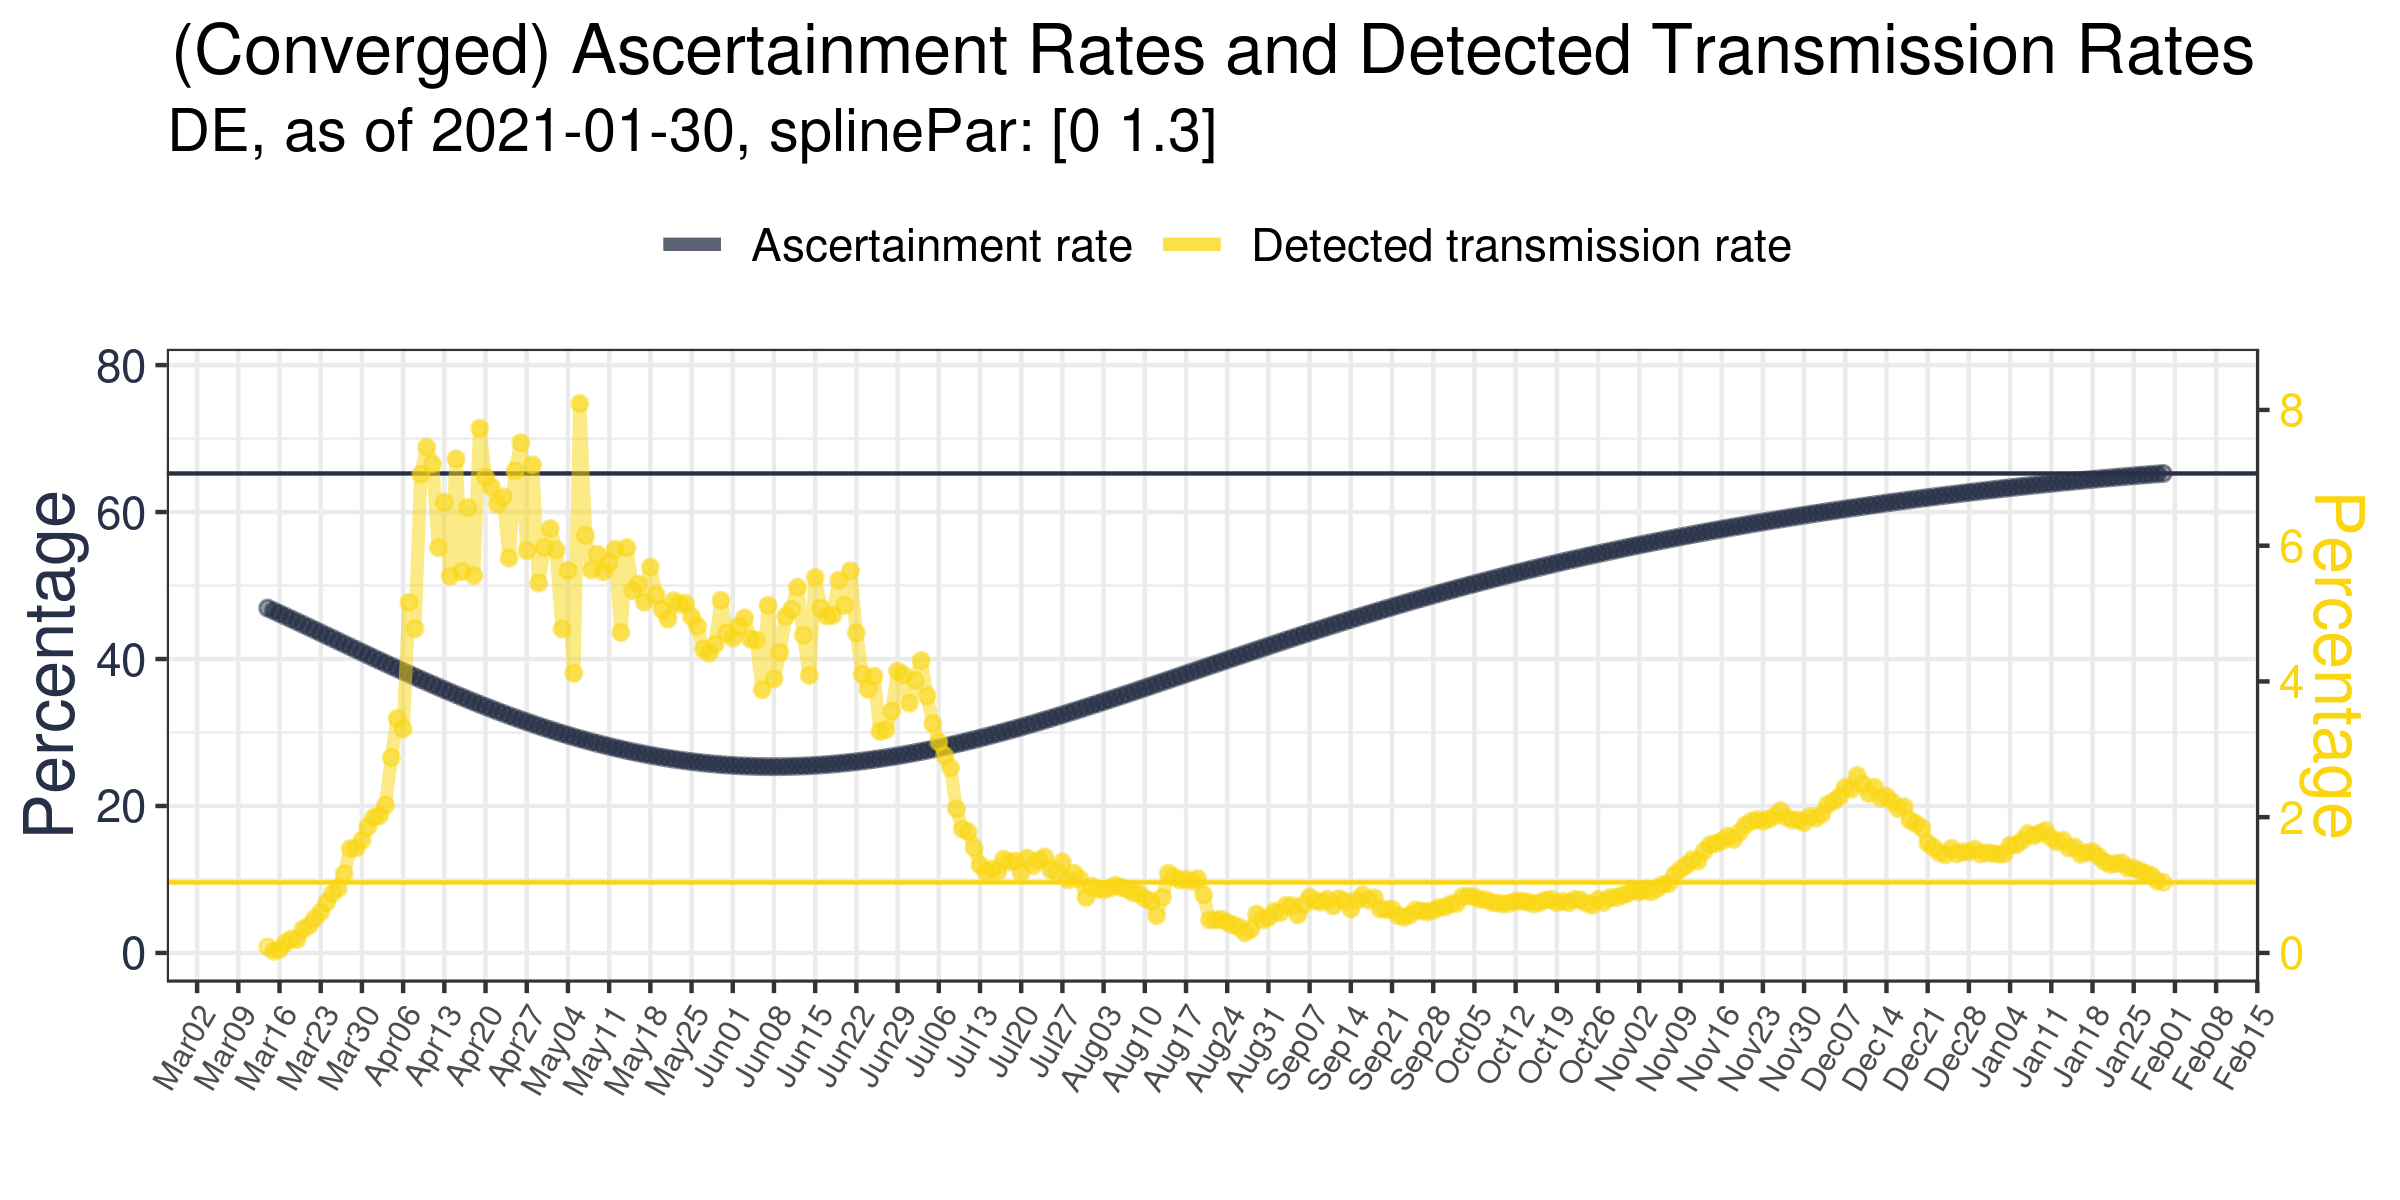 (Converged) Ascertainment Rates and Detected Transmission Rates
DE, as of 2021-01-30, splinePar: [0 1.3]
Ascertainment rate
Detected transmission rate
Percentage
80
60
40
20
0
8
6
4
2
0
Percentage
Mar02
Mar09
Mar16
Mar23
Mar30
Apr06
Apr13
Apr20
Apr27
May04
May11
May18
May25
Jun01
Jun08
Jun15
Jun22
Jun29
Jul06
Jul13
Jul20
Jul27
Aug03
Aug10
Aug17
Aug24
Aug31
Sep07
Sep14
Sep21
Sep28
Oct05
Oct12
Oct19
Oct26
Nov02
Nov09
Nov16
Nov23
Nov30
Dec07
Dec14
Dec21
Dec28
Jan04
Jan11
Jan18
Jan25
Feb01
Feb08
Feb15